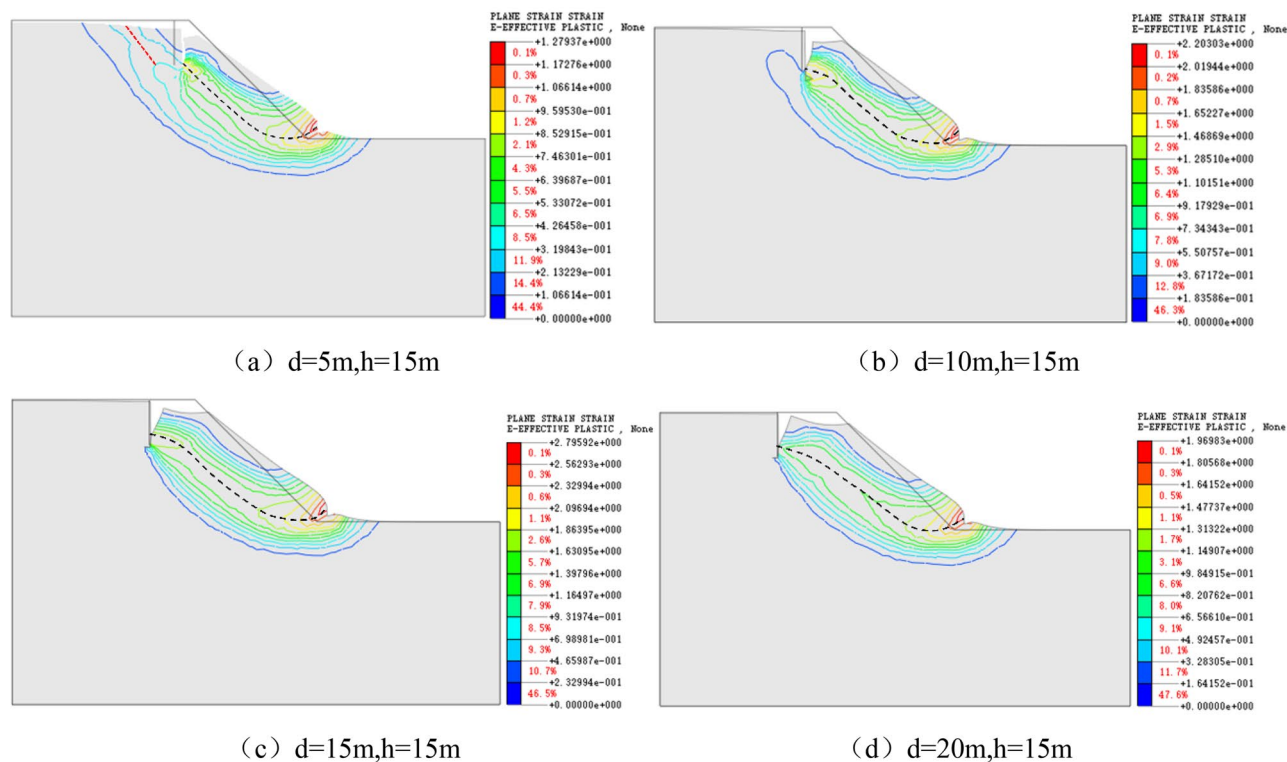 PLANE STRAIN STRAIN
E-EFFECTIVE PLASTIC , None
+1.27937e+000
0.1%
+1.17276e+000
0.3%
+1.06614e+000
0.7%
+9.59530e-001
1.2%
+8.52915e-001
2.1%
+7.46301e-001
4.3%
+6.39687e-001
5.5%
+5.33072e-001
6.5%
+4.26458e-001
8.5%
+3.19843e-001
11.9%
+2.13229e-001
14.4%
+1.06614e-001
44.4%
+0.00000e+000
(a) d=5m,h=15m
PLANE STRAIN STRAIN
E-EFFECTIVE PLASTIC , None
+2.20303e+000
0.1%
+2.01944e+000
0.2%
+1.83586e+000
0.7%
+1.65227e+000
1.5%
+1.46869e+000
2.9%
+1.28510e+000
5.3%
+1.10151e+000
6.4%
+9.17929e-001
6.9%
+7.34343e-001
7.8%
+5.50757e-001
9.0%
+3.67172e-001
12.8%
+1.83586e-001
46.3%
+0.00000e+000
(b) d=10m,h=15m
PLANE STRAIN STRAIN
E-EFFECTIVE PLASTIC , None
+2.79592e+000
0.1%
+2.56293e+000
0.3%
+2.32994e+000
0.6%
+2.09694e+000
1.1%
+1.86395e+000
2.6%
+1.63095e+000
5.7%
+1.39796e+000
6.9%
+1.16497e+000
7.9%
+9.31974e-001
8.5%
+6.98981e-001
9.3%
+4.65987e-001
10.7%
+2.32994e-001
46.5%
+0.00000e+000
(c) d=15m,h=15m
PLANE STRAIN STRAIN
E-EFFECTIVE PLASTIC , None
+1.96983e+000
0.1%
+1.80568e+000
0.3%
+1.64152e+000
0.5%
+1.47737e+000
1.1%
+1.31322e+000
1.7%
+1.14907e+000
3.1%
+9.84915e-001
6.6%
+8.20762e-001
8.0%
+6.56610e-001
9.1%
+4.92457e-001
10.1%
+3.28305e-001
11.7%
+1.64152e-001
47.6%
+0.00000e+000
(d) d=20m,h=15m